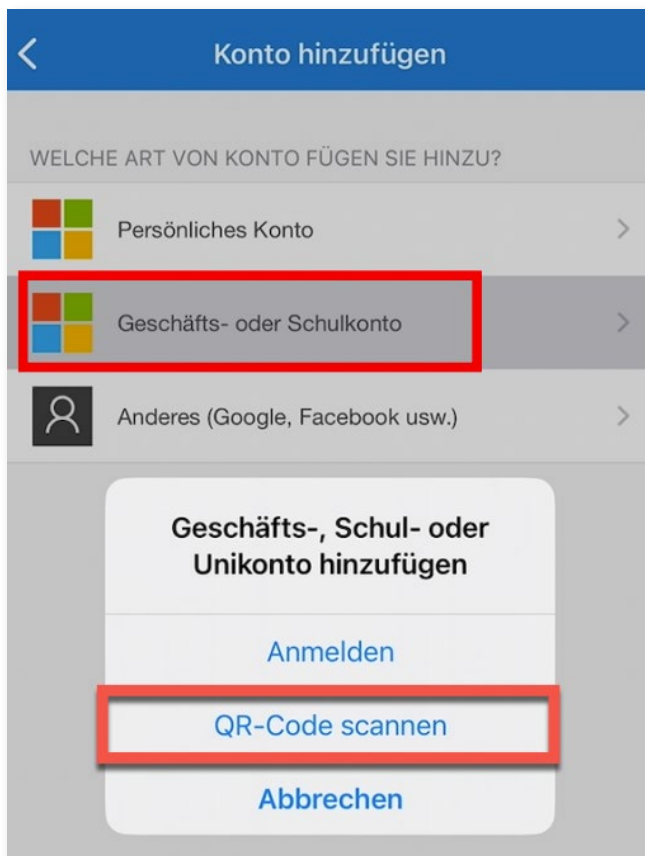 Konto hinzufügen
WELCHE ART VON KONTO FÜGEN SIE HINZU?
Persönliches Konto
Geschäfts- oder Schulkonto
Anderes (Google, Facebook usw.)
Geschäfts-, Schul- oder
Unikonto hinzufügen
Anmelden
QR-Code scannen
Abbrechen